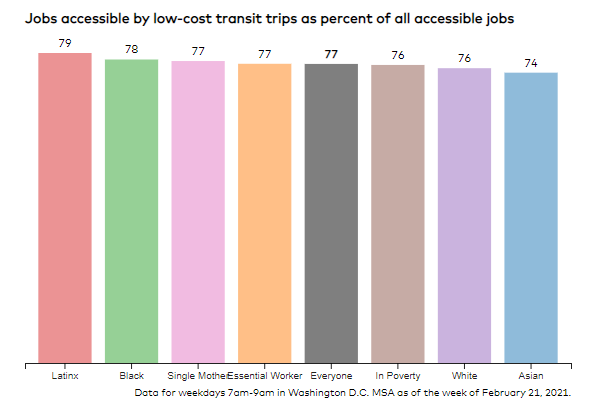 Jobs accessible by low-cost transit trips as percent of all accessible jobs
79 78 77 77 77 76 76 74
Latinx Black Single Mother Essential Worker Everyone In Poverty White Asian
Data for weekdays 7am-9am in Washington D.C. MSA as of the week of February 21, 2021.